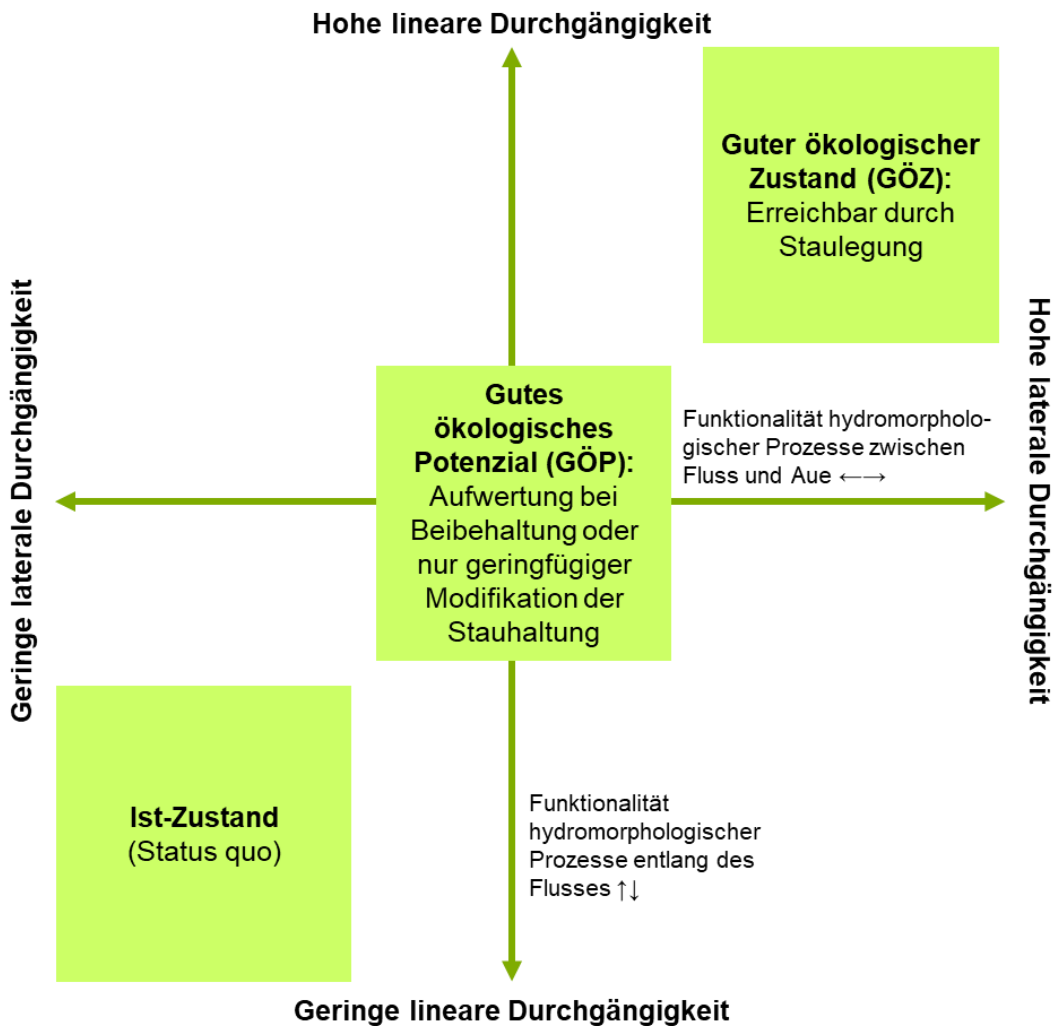 Hohe lineare Durchgängigkeit
Guter ökologischer
Zustand (GÖZ):
Erreichbar durch
Staulegung
Geringe laterale Durchgängigkeit
Hohe laterale Durchgängigkeit
Gutes
ökologisches
Potenzial (GÖP):
Aufwertung bei
Beibehaltung oder
nur geringfügiger
Modifikation der
Stauhaltung
Funktionalität hydromorpholo-
gischer Prozesse zwischen
Fluss und Aue ←→
Ist-Zustand
(Status quo)
Funktionalität
hydromorphologischer
Prozesse entlang des
Flusses ↑↓
Geringe lineare Durchgängigkeit